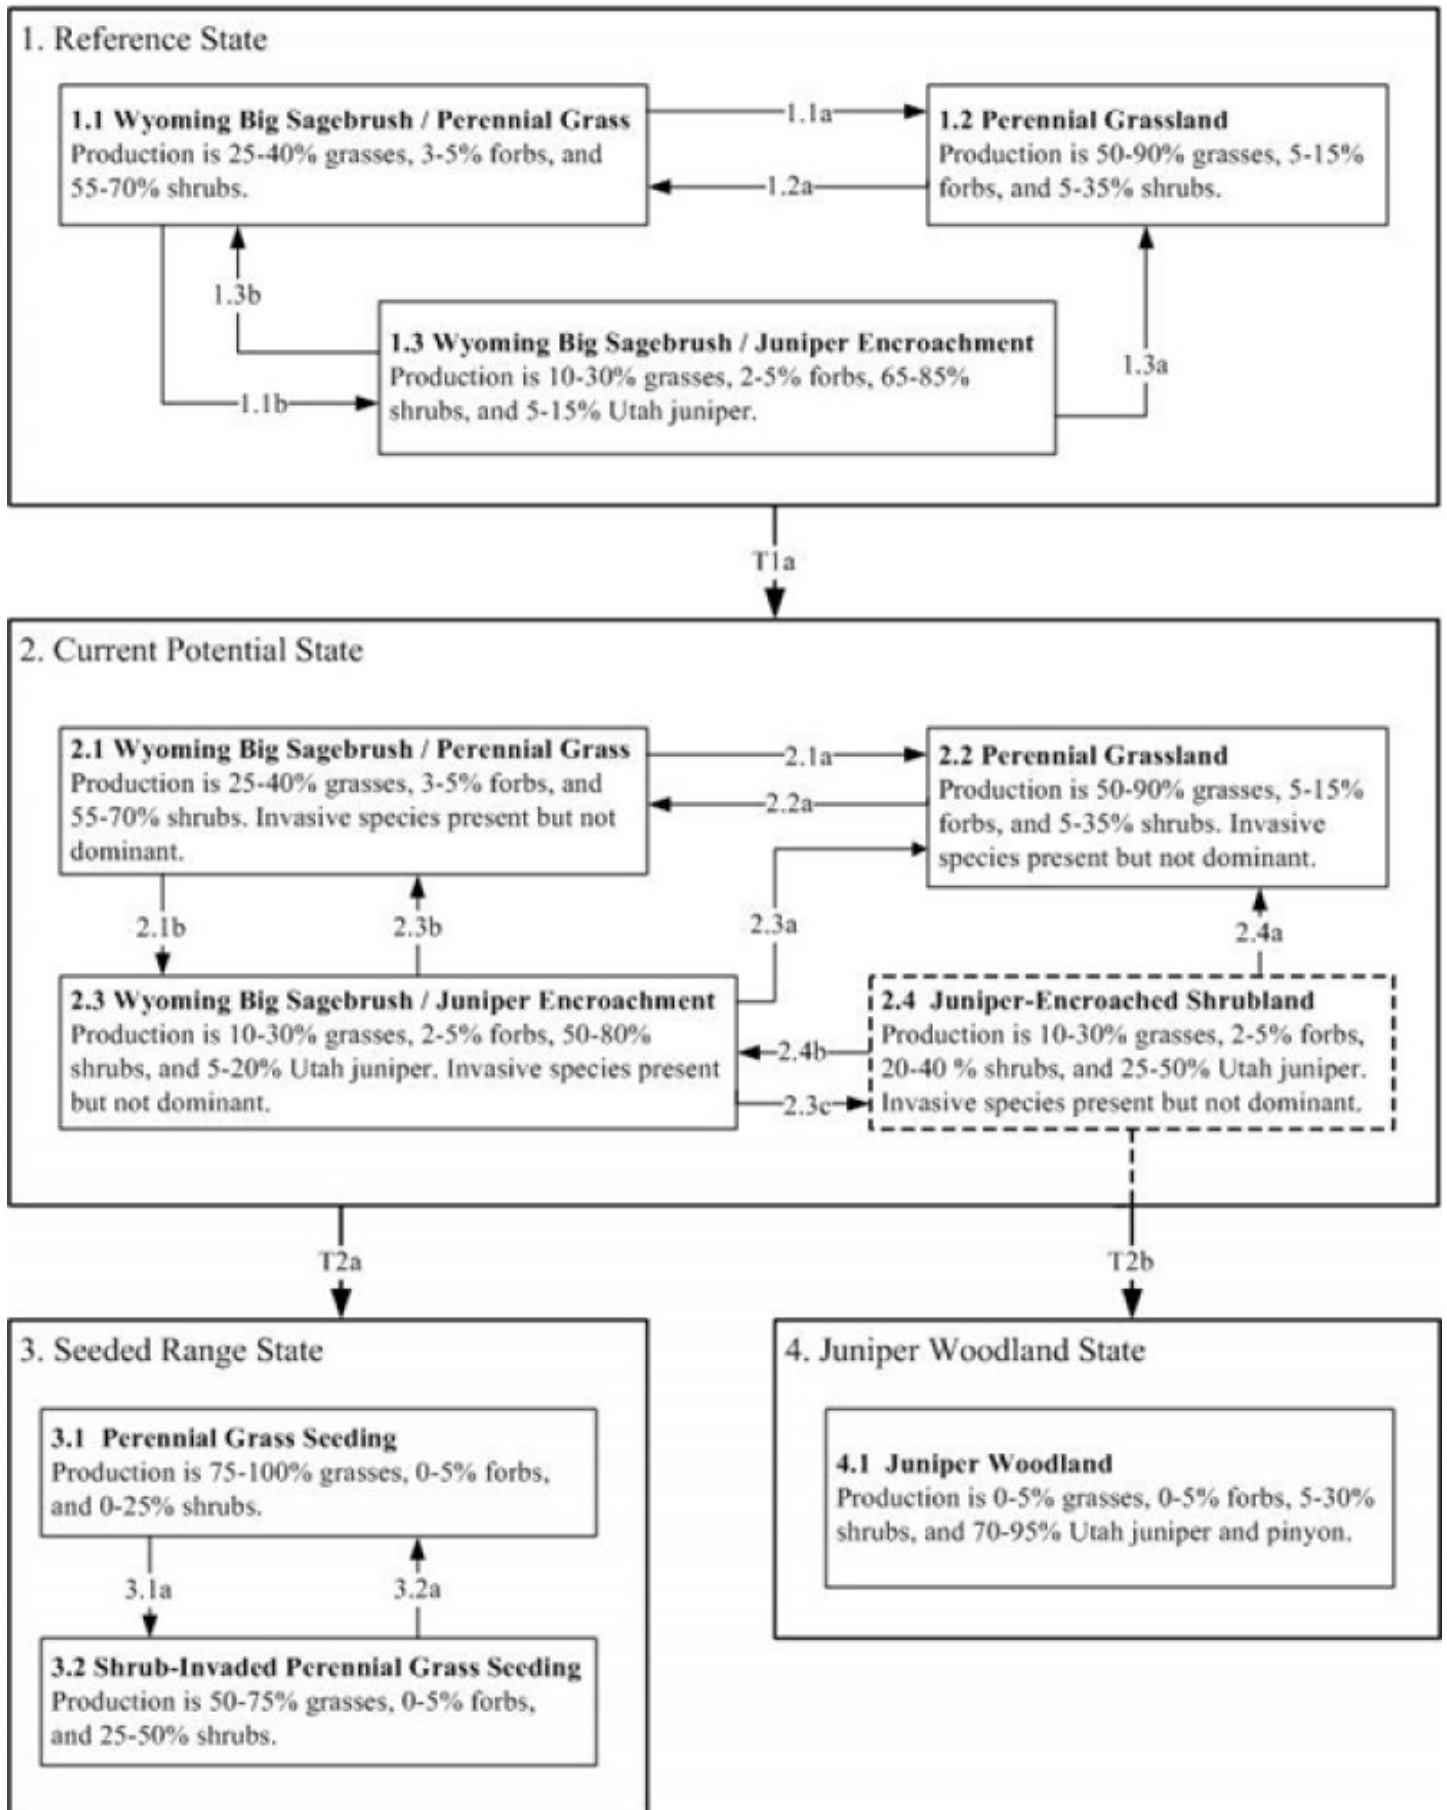 1. Reference State
1.1 Wyoming Big Sagebrush / Perennial Grass
Production is 25-40% grasses, 3-5% forbs, and
55-70% shrubs.
1.1a
1.2a
1.2 Perennial Grassland
Production is 50-90% grasses, 5-15%
forbs, and 5-35% shrubs.
1.3b
1.1b
1.3 Wyoming Big Sagebrush / Juniper Encroachment
Production is 10-30% grasses, 2-5% forbs, 65-85%
shrubs, and 5-15% Utah juniper.
1.3a
T1a
2. Current Potential State
2.1 Wyoming Big Sagebrush / Perennial Grass
Production is 25-40% grasses, 3-5% forbs, and
55-70% shrubs. Invasive species present but not
dominant.
2.1a
2.2a
2.2 Perennial Grassland
Production is 50-90% grasses, 5-15%
forbs, and 5-35% shrubs. Invasive
species present but not dominant.
2.1b
2.3b
2.3a
2.4a
2.3 Wyoming Big Sagebrush / Juniper Encroachment
Production is 10-30% grasses, 2-5% forbs, 50-80%
shrubs, and 5-20% Utah juniper. Invasive species present
but not dominant.
2.4b
2.3c
2.4 Juniper-Encroached Shrubland
Production is 10-30% grasses, 2-5% forbs,
20-40 % shrubs, and 25-50% Utah juniper.
Invasive species present but not dominant.
T2a
T2b
3. Seeded Range State
3.1 Perennial Grass Seeding
Production is 75-100% grasses, 0-5% forbs,
and 0-25% shrubs.
3.1a
3.2a
3.2 Shrub-Invaded Perennial Grass Seeding
Production is 50-75% grasses, 0-5% forbs,
and 25-50% shrubs.
4. Juniper Woodland State
4.1 Juniper Woodland
Production is 0-5% grasses, 0-5% forbs, 5-30%
shrubs, and 70-95% Utah juniper and pinyon.